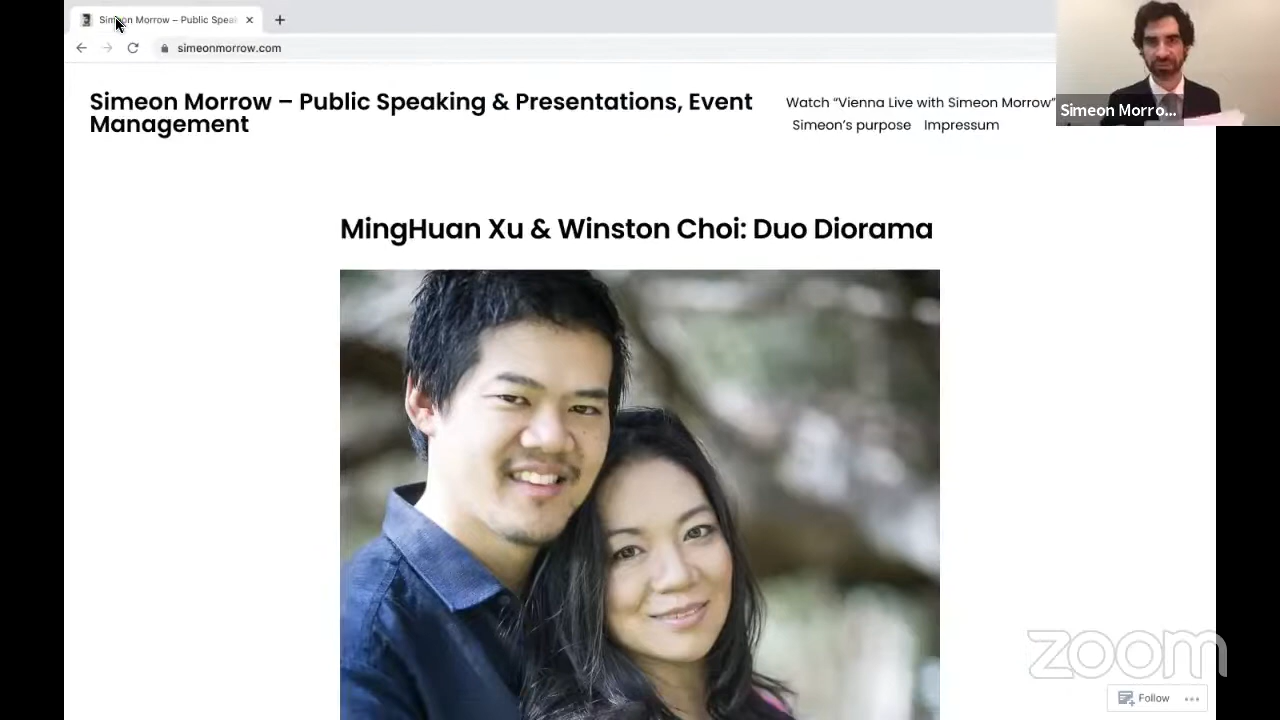 Simeon Morrow – Public Speal
simeonmorrow.com
Simeon Morrow – Public Speaking & Presentations, Event
Management
Watch “Vienna Live with Simeon Morrow”
Simeon’s purpose Impressum
Simeon Morro...
MingHuan Xu & Winston Choi: Duo Diorama
zoom
Follow